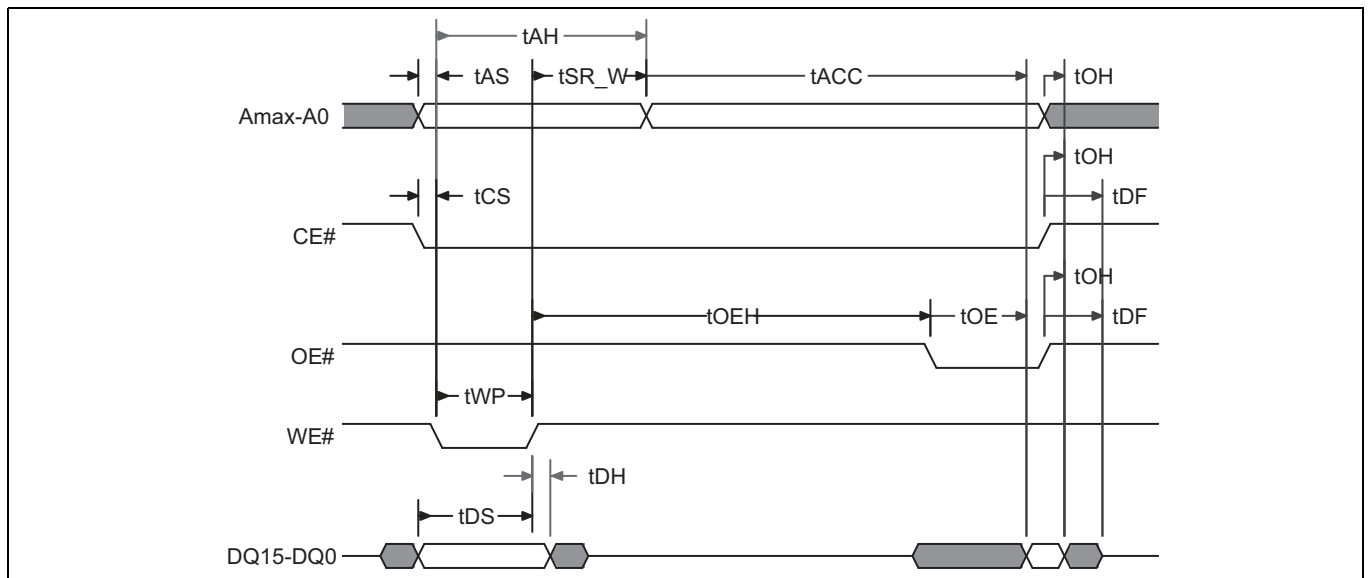 tAH
tAS tSR_W tACC tOH
Amax-A0
tOH
tCS tDF
CE#
tOH
tOEH tOE tDF
OE#
tWP
WE#
tDH
tDS
DQ15-DQ0